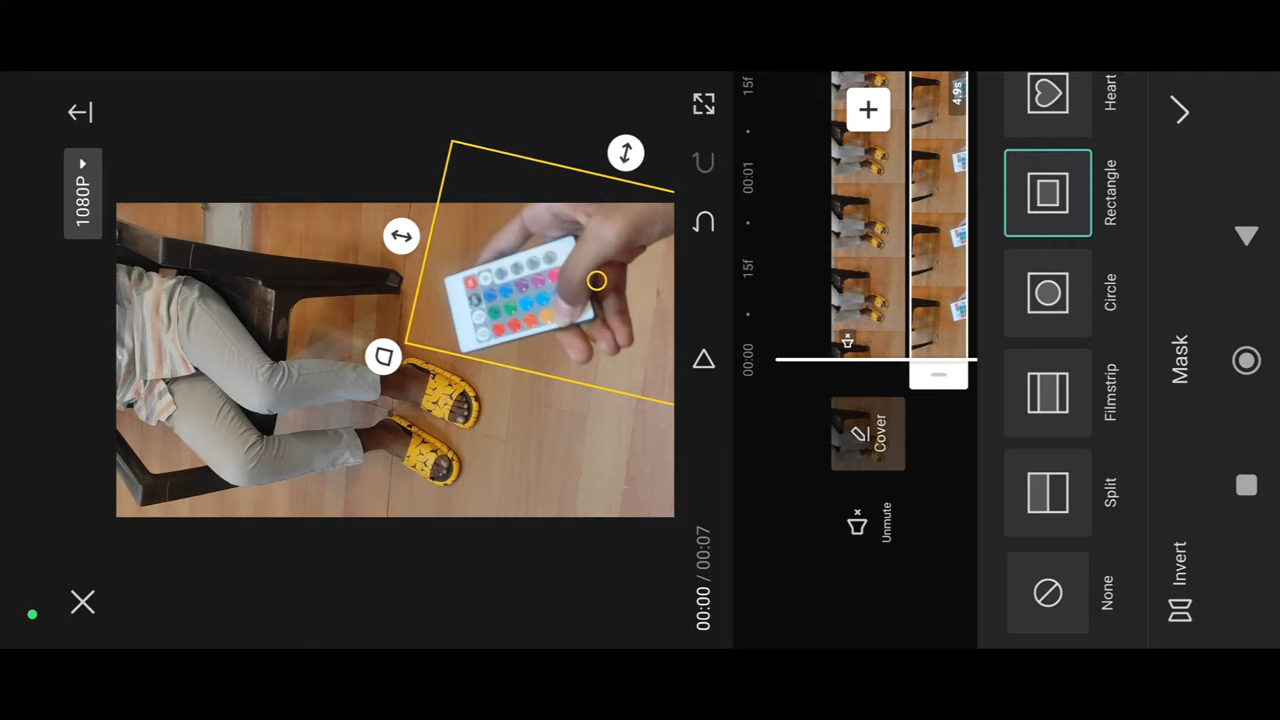 1080P
00:00 / 00:07
00:00 · 15f · 00:01 · 15f
Cover
Unmute
4.9s
None
Split
Filmstrip
Circle
Rectangle
Heart
Invert
Mask